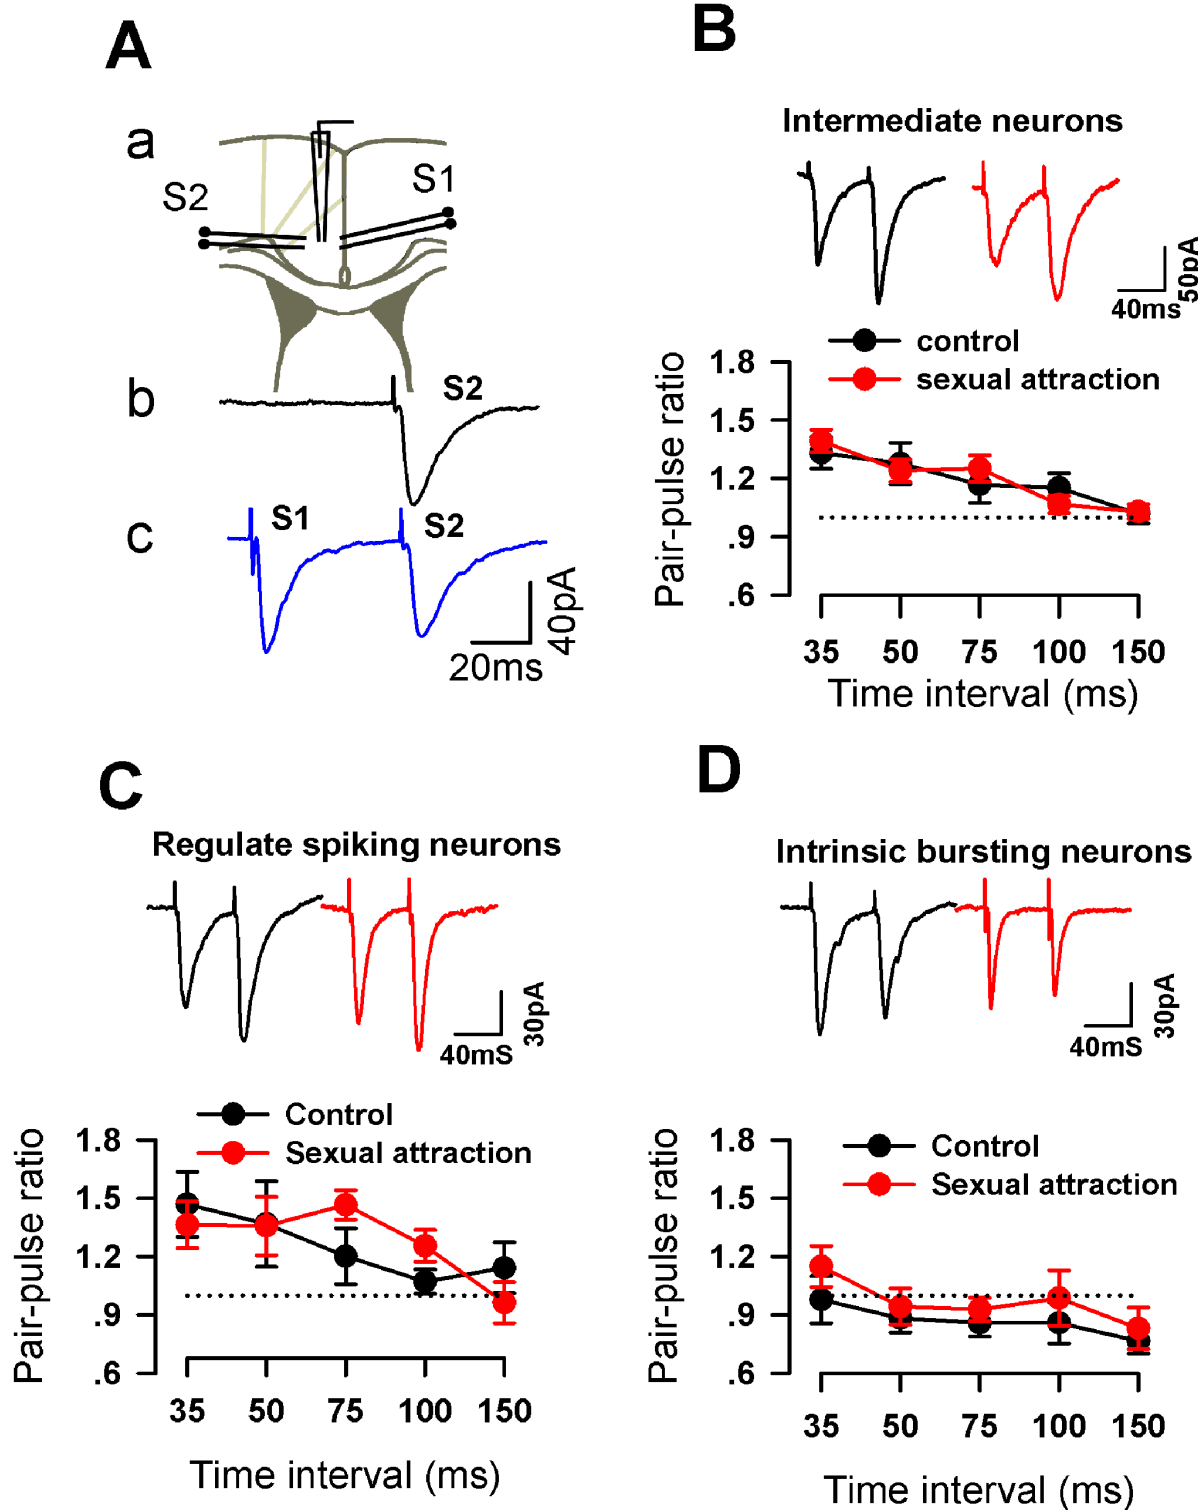 A
a
S2
S1
b
S2
c
S1
S2
40pA
20ms
B
Intermediate neurons
50pA
40ms
control
sexual attraction
Pair-pulse ratio
1.8
1.5
1.2
.9
.6
35 50 75 100 150
Time interval (ms)
C
Regulate spiking neurons
30pA
40mS
Control
Sexual attraction
Pair-pulse ratio
1.8
1.5
1.2
.9
.6
35 50 75 100 150
Time interval (ms)
D
Intrinsic bursting neurons
30pA
40mS
Control
Sexual attraction
Pair-pulse ratio
1.8
1.5
1.2
.9
.6
35 50 75 100 150
Time interval (ms)